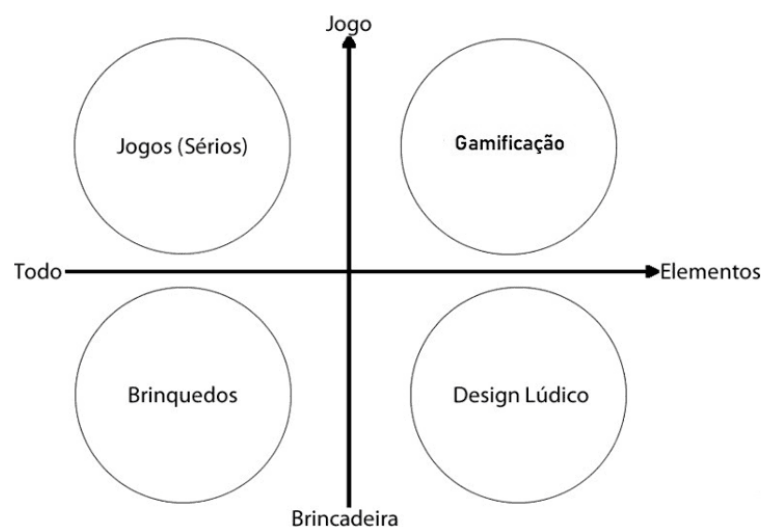 Jogo
Jogos (Sérios)
Gamificação
Todo
Elementos
Brinquedos
Design Lúdico
Brincadeira